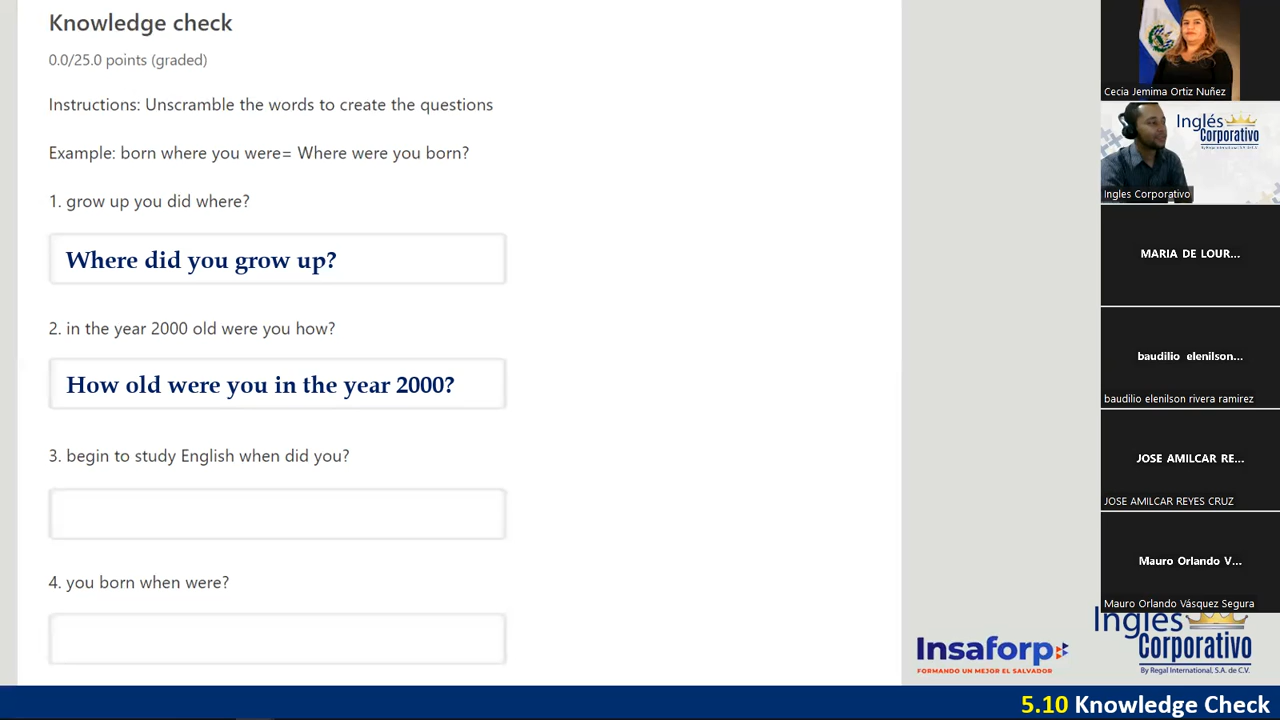 Knowledge check
0.0/25.0 points (graded)
Instructions: Unscramble the words to create the questions
Example: born where you were= Where were you born?
1. grow up you did where?
Where did you grow up?
2. in the year 2000 old were you how?
How old were you in the year 2000?
3. begin to study English when did you?
4. you born when were?
Cecia Jemima Ortiz Nuñez
Inglés
Corporativo
Ingles Corporativo
MARIA DE LOUR...
baudilio elenilson...
baudilio elenilson rivera ramirez
JOSE AMILCAR RE...
JOSE AMILCAR REYES CRUZ
Mauro Orlando V...
Mauro Orlando Vásquez Segura
Insaforp
FORMANDO UN MEJOR EL SALVADOR
Inglés
Corporativo
By Regal International, S.A. de C.V.
5.10 Knowledge Check